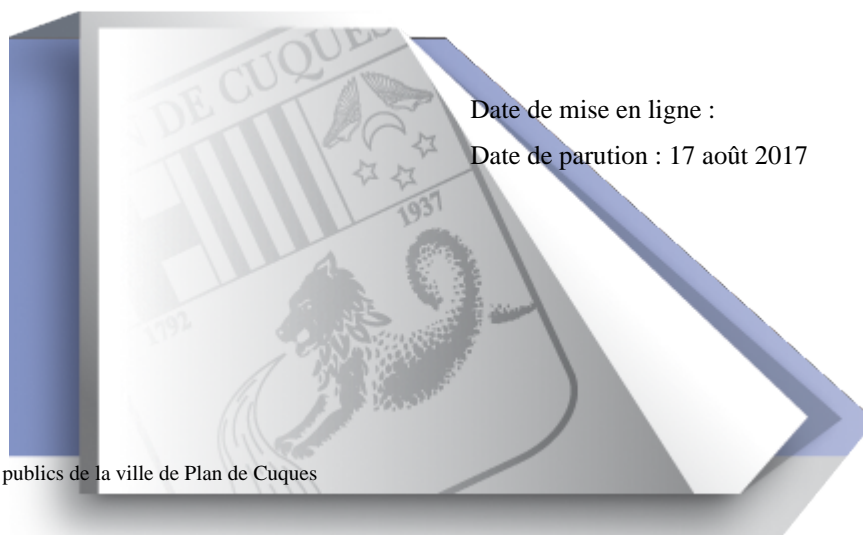 N DE CUQUES
Date de mise en ligne :
Date de parution : 17 août 2017
1937
1792
publics de la ville de Plan de Cuques